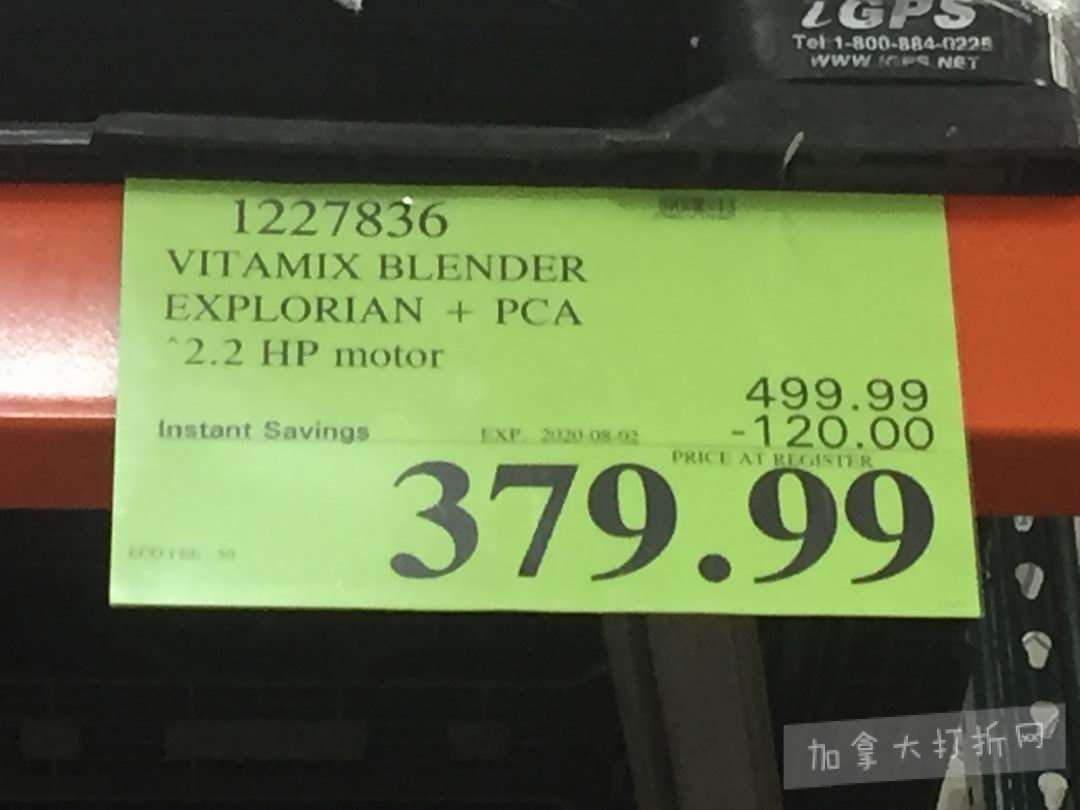 iGPS
Tel:1-800-884-0225
WWW.IGPS.NET
1227836
VITAMIX BLENDER
EXPLORIAN + PCA
^2.2 HP motor
499.99
Instant Savings EXP. 2020-08-02 -120.00
PRICE AT REGISTER
379.99
ECO FEE
加拿大打折网